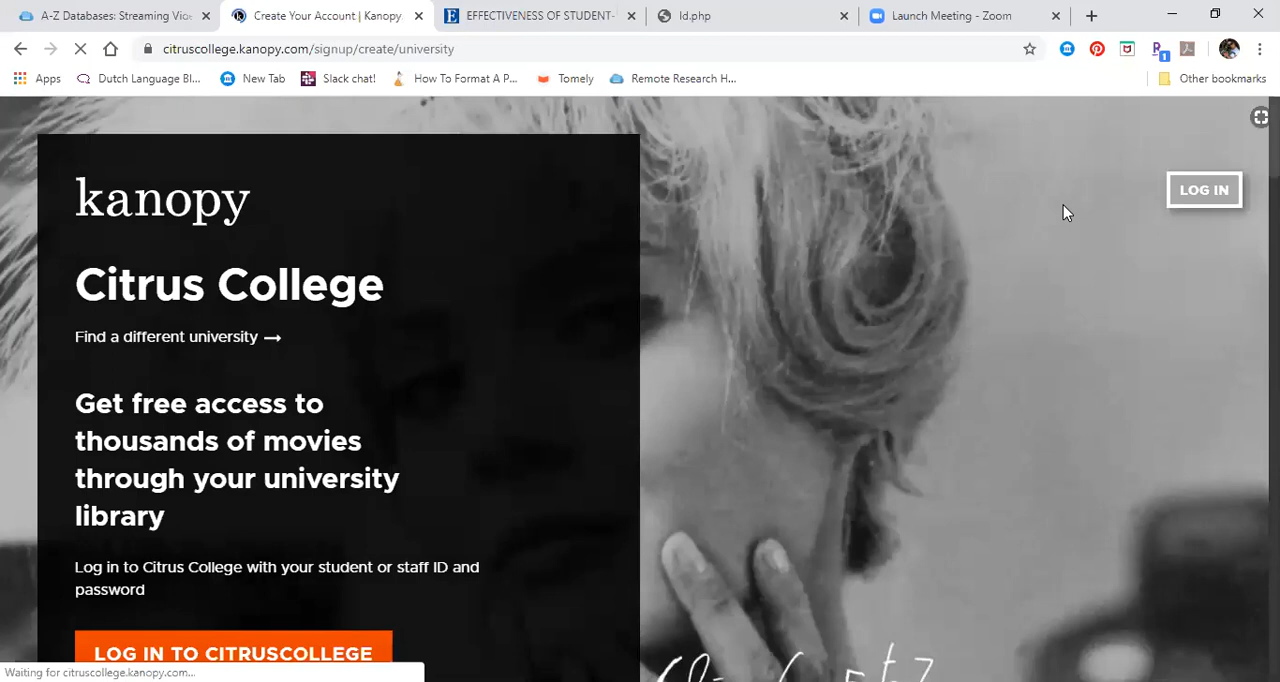 A-Z Databases: Streaming Vide
Create Your Account | Kanopy
EFFECTIVENESS OF STUDENT-
ld.php
Launch Meeting - Zoom
citruscollege.kanopy.com/signup/create/university
Apps
Dutch Language Bl...
New Tab
Slack chat!
How To Format A P...
Tomely
Remote Research H...
Other bookmarks
kanopy
LOG IN
Citrus College
Find a different university →
Get free access to
thousands of movies
through your university
library
Log in to Citrus College with your student or staff ID and
password
LOG IN TO CITRUSCOLLEGE
Waiting for citruscollege.kanopy.com...